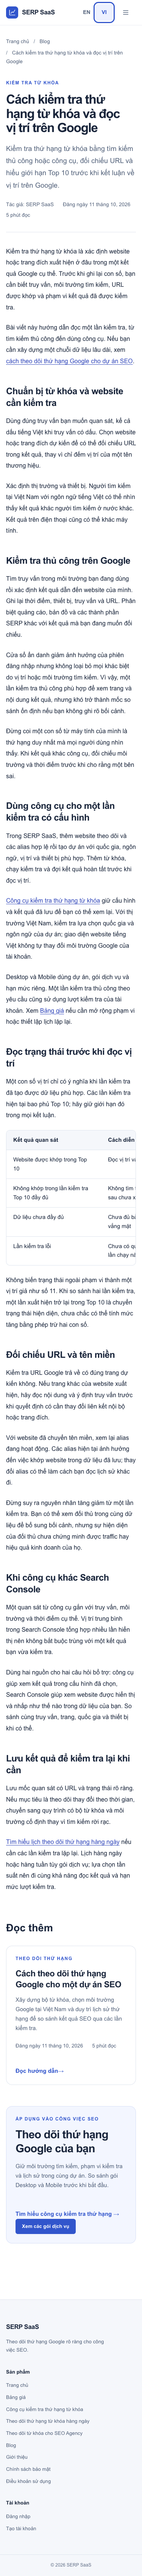 SERP SaaS
EN
VI
Trang chủ / Blog
/ Cách kiểm tra thứ hạng từ khóa và đọc vị trí trên
Google
KIỂM TRA TỪ KHÓA
Cách kiểm tra thứ
hạng từ khóa và đọc
vị trí trên Google
Kiểm tra thứ hạng từ khóa bằng tìm kiếm
thủ công hoặc công cụ, đối chiếu URL và
hiểu giới hạn Top 10 trước khi kết luận về
vị trí trên Google.
Tác giả: SERP SaaS Đăng ngày 11 tháng 10, 2026
5 phút đọc
Kiểm tra thứ hạng từ khóa là xác định website
hoặc trang đích xuất hiện ở đâu trong một kết
quả Google cụ thể. Trước khi ghi lại con số, bạn
cần biết truy vấn, môi trường tìm kiếm, URL
được khớp và phạm vi kết quả đã được kiểm
tra.
Bài viết này hướng dẫn đọc một lần kiểm tra, từ
tìm kiếm thủ công đến dùng công cụ. Nếu bạn
cần xây dựng một chuỗi dữ liệu lâu dài, xem
cách theo dõi thứ hạng Google cho dự án SEO.
Chuẩn bị từ khóa và website
cần kiểm tra
Dùng đúng truy vấn bạn muốn quan sát, kể cả
dấu tiếng Việt khi truy vấn có dấu. Chọn website
hoặc trang đích dự kiến để có thể đối chiếu URL
trong kết quả, thay vì chỉ đếm vị trí của một tên
thương hiệu.
Xác định thị trường và thiết bị. Người tìm kiếm
tại Việt Nam với ngôn ngữ tiếng Việt có thể nhìn
thấy kết quả khác người tìm kiếm ở nước khác.
Kết quả trên điện thoại cũng có thể khác máy
tính.
Kiểm tra thủ công trên Google
Tìm truy vấn trong môi trường bạn đang dùng
rồi xác định kết quả dẫn đến website của mình.
Ghi lại thời điểm, thiết bị, truy vấn và URL. Phân
biệt quảng cáo, bản đồ và các thành phần
SERP khác với kết quả mà bạn đang muốn đối
chiếu.
Cửa sổ ẩn danh giảm ảnh hưởng của phiên
đăng nhập nhưng không loại bỏ mọi khác biệt
do vị trí hoặc môi trường tìm kiếm. Vì vậy, một
lần kiểm tra thủ công phù hợp để xem trang và
nội dung kết quả, nhưng khó trở thành mốc so
sánh ổn định nếu bạn không ghi rõ bối cảnh.
Đừng coi một con số từ máy tính của mình là
thứ hạng duy nhất mà mọi người dùng nhìn
thấy. Khi hai kết quả không khớp, đối chiếu môi
trường và thời điểm trước khi cho rằng một bên
sai.
Dùng công cụ cho một lần
kiểm tra có cấu hình
Trong SERP SaaS, thêm website theo dõi và
các alias hợp lệ rồi tạo bộ cấu hình quốc gia, ngôn
ngữ, vị trí và thiết bị phù hợp. Thêm từ khóa,
chạy kiểm tra và đợi kết quả hoàn tất trước khi
đọc vị trí.
Công cụ kiểm tra thứ hạng từ khóa giữ cấu hình
và kết quả đã lưu để bạn có thể xem lại. Với thị
trường Việt Nam, kiểm tra lựa chọn quốc gia và
ngôn ngữ của dự án; giao diện website tiếng
Việt không tự thay đổi môi trường Google của
tác khoản.
Desktop và Mobile dùng dự án, gói dịch vụ và
hạn mức riêng. Một lần kiểm tra thủ công theo
yêu cầu cũng sử dụng lượt kiểm tra của tài
khoản. Xem Bảng giá nếu cần mở rộng phạm vi
hoặc thiết lập lịch lặp lại.
Đọc trạng thái trước khi đọc vị
trí
Một con số vị trí chỉ có ý nghĩa khi lần kiểm tra
đã tạo được dữ liệu phù hợp. Các lần kiểm tra
hiện tại bao phủ Top 10; hãy giữ giới hạn đó
trong mọi kết luận.
Kết quả quan sát Cách diễn
Website được khớp trong Top
10
Đọc vị trí và
Không khớp trong lần kiểm tra
Top 10 đầy đủ
Không tìm
sau chưa x
Dữ liệu chưa đầy đủ
Chưa đủ
vắng mặt
Lần kiểm tra lỗi
Chưa có
lần chạy
Không biến trạng thái ngoài phạm vi thành một
vị trí giả như số 11. Khi so sánh hai lần kiểm tra,
một lần xuất hiện trở lại trong Top 10 là chuyển
trạng thái, không thể kết luận chính xác mức
tăng bằng phép trừ hai con số.
Đối chiếu URL và tên miền
Kiểm tra URL Google trả về có đúng trang dự
kiến không. Nếu trang khác của website xuất
hiện, hãy đọc nội dung và ý định truy vấn trước
khi kết luận cần đổi liên kết nội bộ
hoặc trang đích.
Với website đã chuyển tên miền, xem lại alias
đang hoạt động. Các alias hiện tại ảnh hưởng
đến việc khớp website trong dữ liệu đã lưu; thay
đổi alias có thể làm cách bạn đọc lịch sử khác
đi.
Đừng suy ra nguyên nhân tăng giảm từ một lần
kiểm tra. Bạn có thể xem đối thủ trong cùng dữ
liệu để bổ sung bối cảnh, nhưng sự hiện diện
của đối thủ chưa chứng minh được traffic hay
hiệu quả kinh doanh của họ.
Khi công cụ khác Search
Console
Một quan sát từ công cụ gắn với truy vấn, môi
trường và thời điểm cụ thể. Vị trí trung bình
trong Search Console tổng hợp nhiều lần hiển
thị nên không bắt buộc trùng với một kết quả
bạn vừa kiểm tra.
Dùng hai nguồn cho hai câu hỏi bổ trợ: công cụ
giúp xem kết quả trong cấu hình đã chọn,
Search Console giúp xem website được hiển thị
và nhấp như thế nào trong dữ liệu của bạn. So
sánh cùng truy vấn, trang, quốc gia và thiết bị
khi có thể.
Lưu kết quả để kiểm tra lại khi
cần
Lưu mốc quan sát có URL và trạng thái rõ ràng.
Nếu mục tiêu là theo dõi thay đổi theo thời gian,
chuyển sang quy trình có bộ từ khóa và môi
trường cố định thay vì tìm kiếm rời rạc.
Tìm hiểu lịch theo dõi thứ hạng hàng ngày nếu
cần các lần kiểm tra lặp lại. Lịch hàng ngày
hoặc hàng tuần tùy gói dịch vụ; lựa chọn tần
suất nên đi cùng khả năng đọc kết quả và hạn
mức lượt kiểm tra.
Đọc thêm
THEO DÕI THỨ HẠNG
Cách theo dõi thứ hạng
Google cho một dự án SEO
Xây dựng bộ từ khóa, chọn môi trường
Google tại Việt Nam và duy trì lịch sử thứ
hạng để so sánh kết quả SEO qua các lần
kiểm tra.
Đăng ngày 11 tháng 10, 2026 5 phút đọc
Đọc hướng dẫn→
ÁP DỤNG VÀO CÔNG VIỆC SEO
Theo dõi thứ hạng
Google của bạn
Giữ môi trường tìm kiếm, phạm vi kiểm tra
và lịch sử trong cùng dự án. So sánh gói
Desktop và Mobile trước khi bắt đầu.
Tìm hiểu công cụ kiểm tra thứ hạng →
Xem các gói dịch vụ
SERP SaaS
Theo dõi thứ hạng Google rõ ràng cho công
việc SEO.
Sản phẩm
Trang chủ
Bảng giá
Công cụ kiểm tra thứ hạng từ khóa
Theo dõi thứ hạng từ khóa hàng ngày
Theo dõi từ khóa cho SEO Agency
Blog
Giới thiệu
Chính sách bảo mật
Điều khoản sử dụng
Tài khoản
Đăng nhập
Tạo tài khoản
© 2026 SERP SaaS